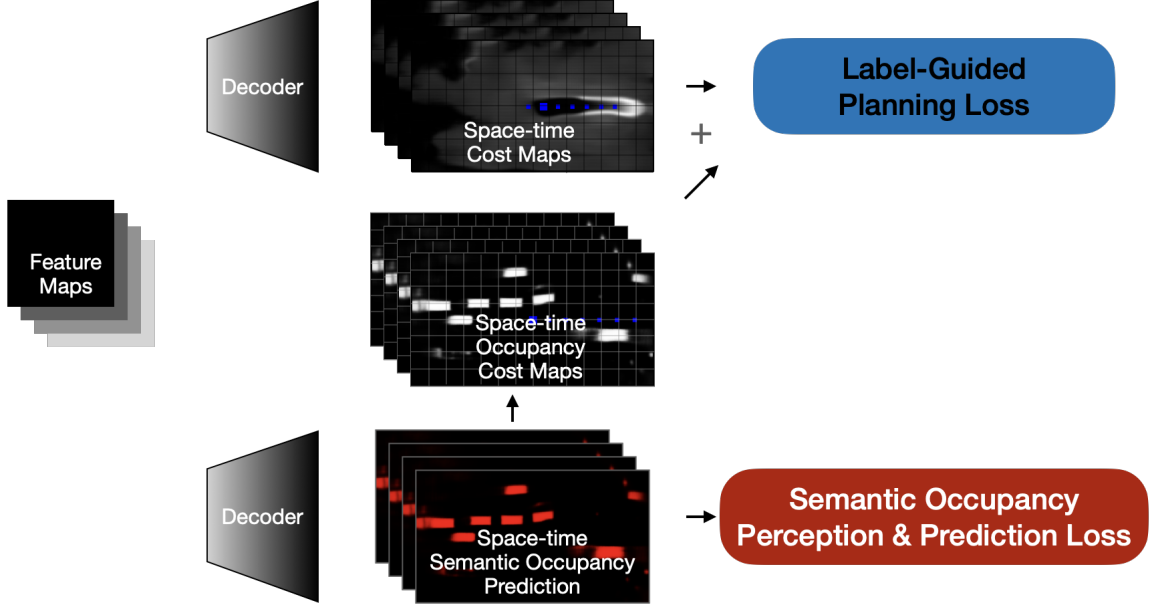 Decoder
Space-time
Cost Maps
Label-Guided
Planning Loss
+
Feature
Maps
Space-time
Occupancy
Cost Maps
Decoder
Space-time
Semantic Occupancy
Prediction
Semantic Occupancy
Perception & Prediction Loss